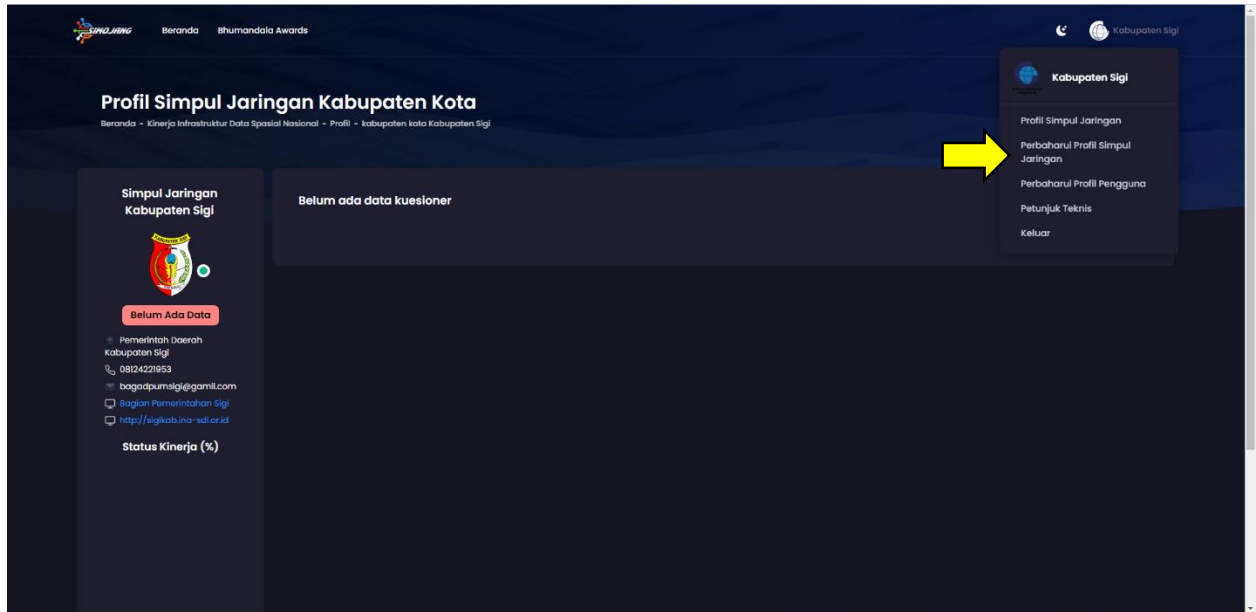 SIMOJANG Beranda Bhumandala Awards Kabupaten Sigi
Kabupaten Sigi
Profil Simpul Jaringan
Perbaharui Profil Simpul
Jaringan
Perbaharui Profil Pengguna
Petunjuk Teknis
Keluar
Profil Simpul Jaringan Kabupaten Kota
Beranda - Kinerja Infrastruktur Data Spasial Nasional - Profil - kabupaten kota Kabupaten Sigi
Simpul Jaringan
Kabupaten Sigi
Belum Ada Data
Pemerintah Daerah
Kabupaten Sigi
08124221953
bagadpumsigi@gamil.com
Bagian Pemerintahan Sigi
http://sigikab.ina-sdi.or.id
Status Kinerja (%)
Belum ada data kuesioner